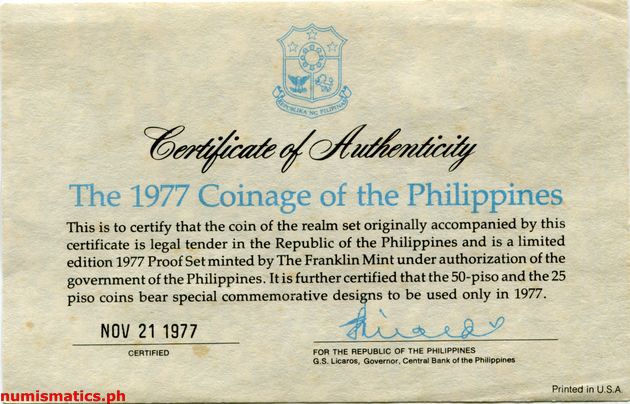 REPUBLIKA NG PILIPINAS
Certificate of Authenticity
The 1977 Coinage of the Philippines
This is to certify that the coin of the realm set originally accompanied by this
certificate is legal tender in the Republic of the Philippines and is a limited
edition 1977 Proof Set minted by The Franklin Mint under authorization of the
government of the Philippines. It is further certified that the 50-piso and the 25
piso coins bear special commemorative designs to be used only in 1977.
NOV 21 1977
CERTIFIED
FOR THE REPUBLIC OF THE PHILIPPINES
G.S. Licaros, Governor, Central Bank of the Philippines
Printed in U.S.A.
numismatics.ph